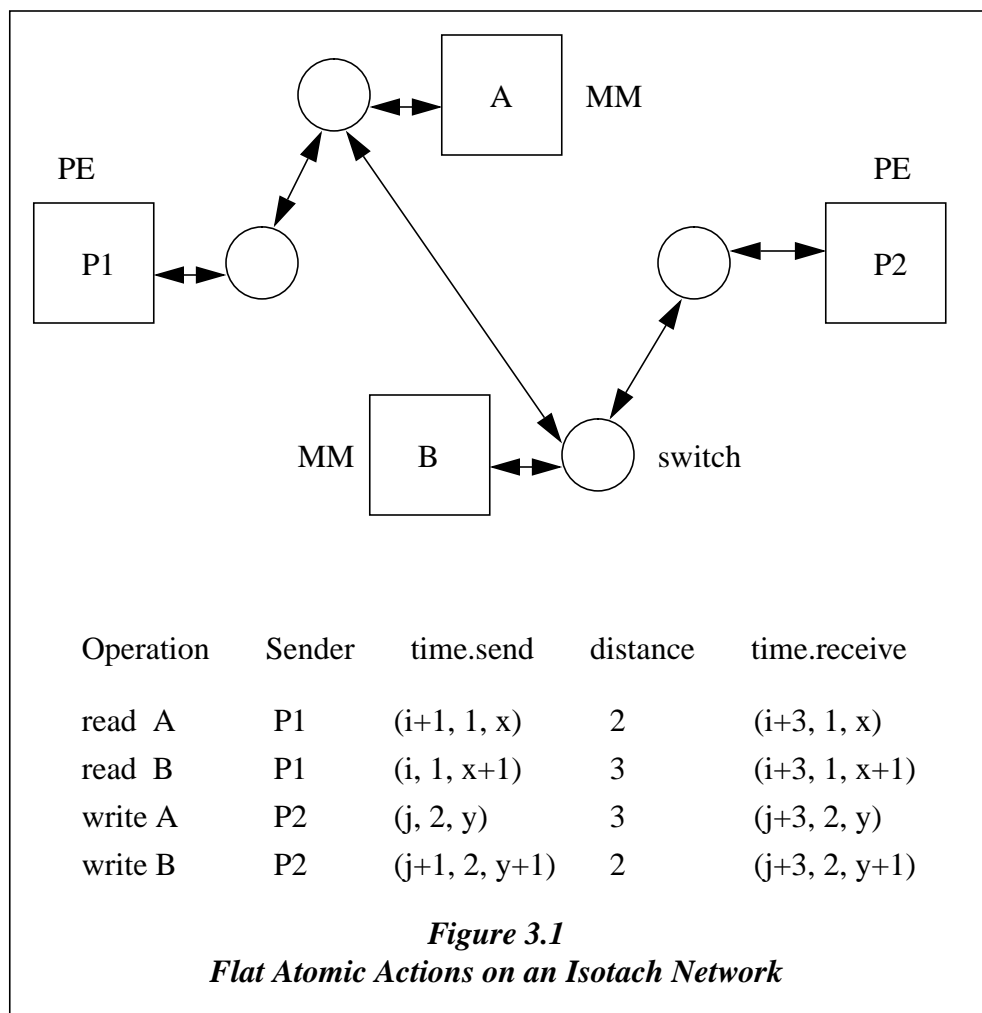 A MM
PE PE
P1 P2
MM B switch
Operation Sender time.send distance time.receive
read A P1 (i+1, 1, x) 2 (i+3, 1, x)
read B P1 (i, 1, x+1) 3 (i+3, 1, x+1)
write A P2 (j, 2, y) 3 (j+3, 2, y)
write B P2 (j+1, 2, y+1) 2 (j+3, 2, y+1)
Figure 3.1
Flat Atomic Actions on an Isotach Network